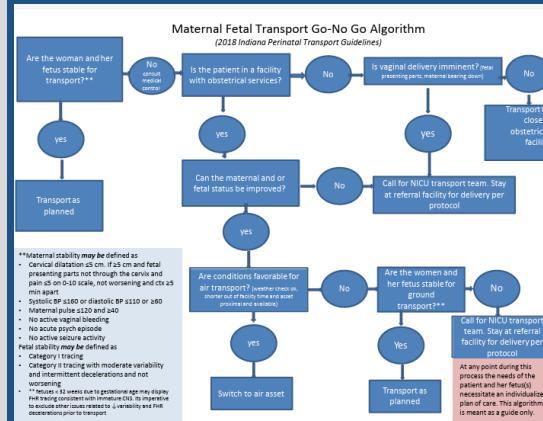 Maternal Fetal Transport Go-No Go Algorithm
(2018 Indiana Perinatal Transport Guidelines)
Are the woman and her
fetus stable for
transport?**
No
consult
medical
control
Is the patient in a facility
with obstetrical services?
No
Is vaginal delivery imminent? (fetal
presenting parts, maternal bearing down)
No
yes
yes
yes
Transport
close
obstetric
facil
Transport as
planned
Can the maternal and or
fetal status be improved?
No
Call for NICU transport team. Stay
at referral facility for delivery per
protocol
yes
Are conditions favorable for
air transport? (weather check ok,
shorter out of facility time and asset
proximal and available)
No
Are the women and
her fetus stable for
ground
transport?**
No
Call for NICU transport
team. Stay at referral
facility for delivery per
protocol
yes
Yes
Switch to air asset
Transport as
planned
**Maternal stability may be defined as
• Cervical dilatation ≤5 cm. If ≥5 cm and fetal
presenting parts not through the cervix and
pain ≤5 on 0-10 scale, not worsening and ctx ≥5
min apart
• Systolic BP ≤160 or diastolic BP ≤110 or ≥60
• Maternal pulse ≤120 and ≥40
• No active vaginal bleeding
• No acute psych episode
• No active seizure activity
Fetal stability may be defined as
• Category I tracing
• Category II tracing with moderate variability
and intermittent decelerations and not
worsening
• ** fetuses < 32 weeks due to gestational age may display
FHR tracing consistent with immature CNS. Its imperative
to exclude other issues related to ↓variability and FHR
decelerations prior to transport
At any point during this
process the needs of the
patient and her fetus(s)
necessitate an individualize
plan of care. This algorithm
is meant as a guide only.